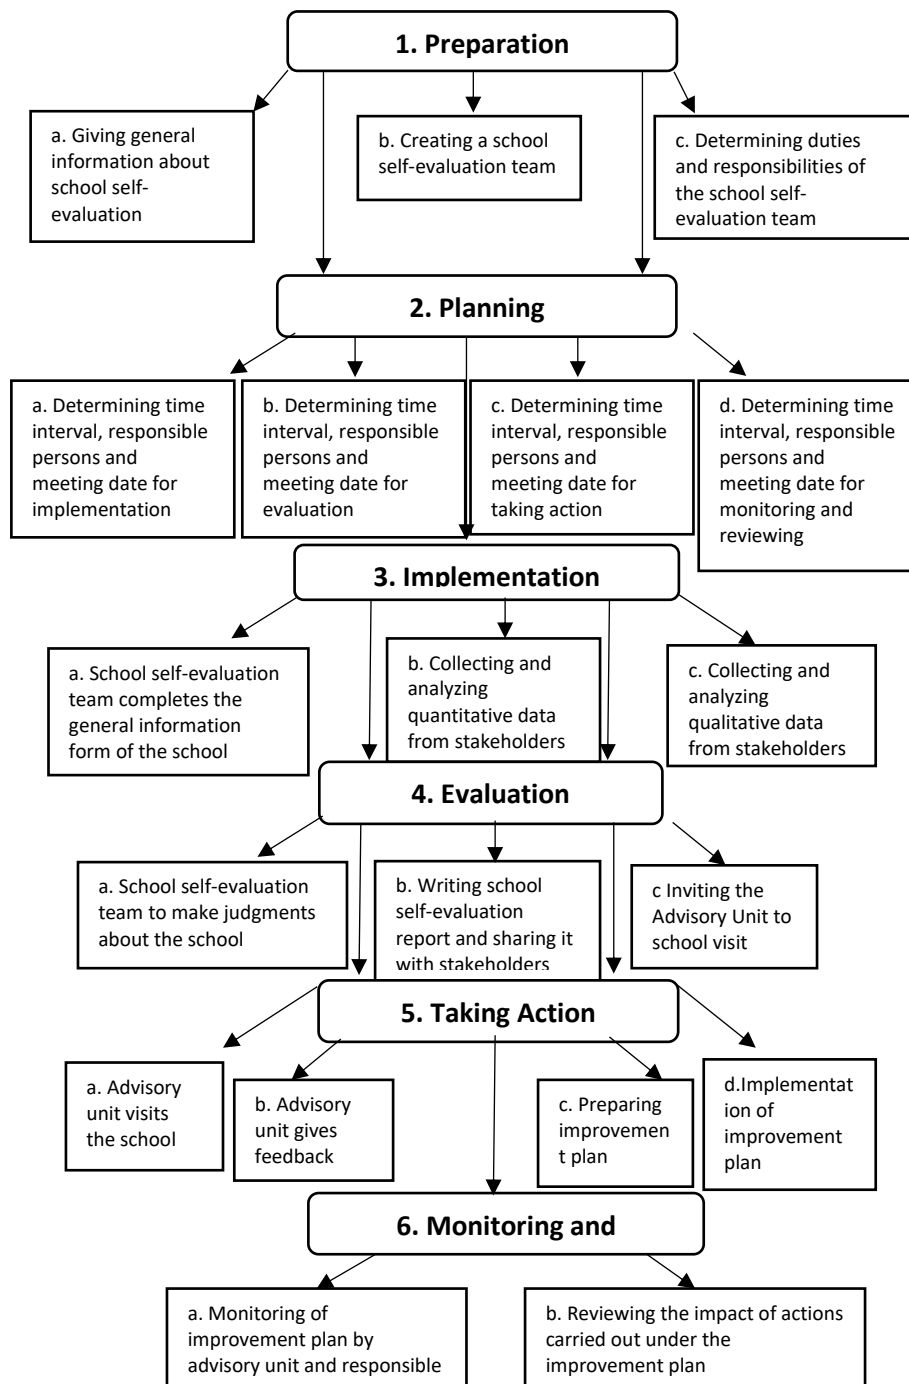 1. Preparation
a. Giving general
information about
school self-
evaluation
b. Creating a school
self-evaluation team
c. Determining duties
and responsibilities of
the school self-
evaluation team
2. Planning
a. Determining time
interval, responsible
persons and
meeting date for
implementation
b. Determining time
interval, responsible
persons and
meeting date for
evaluation
c. Determining time
interval, responsible
persons and
meeting date for
taking action
d. Determining time
interval, responsible
persons and
meeting date for
monitoring and
reviewing
3. Implementation
a. School self-evaluation
team completes the
general information
form of the school
b. Collecting and
analyzing
quantitative data
from stakeholders
c. Collecting and
analyzing
qualitative data
from stakeholders
4. Evaluation
a. School self-evaluation
team to make judgments
about the school
b. Writing school
self-evaluation
report and sharing it
with stakeholders
c Inviting the
Advisory Unit to
school visit
5. Taking Action
a. Advisory
unit visits
the school
b. Advisory
unit gives
feedback
c. Preparing
improvemen
t plan
d.Implementat
ion of
improvement
plan
6. Monitoring and
a. Monitoring of
improvement plan by
advisory unit and responsible
b. Reviewing the impact of actions
carried out under the
improvement plan